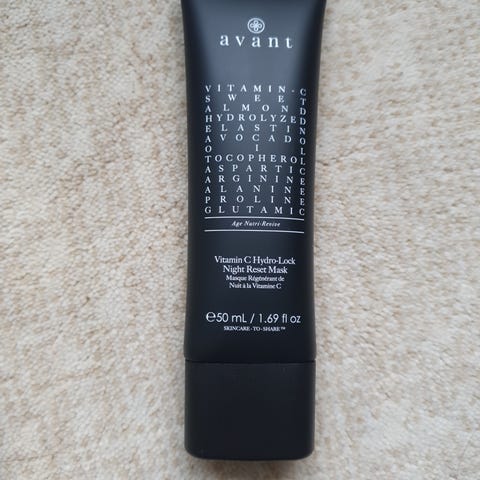 avant
VITAMIN-C
SWEET
ALMOND
HYDROLYZED
ELASTIN
AVOCADO
OIL
TOCOPHEROL
ASPARTIC
ARGININE
ALANINE
PROLINE
GLUTAMIC
Age Nutri-Revive
Vitamin C Hydro-Lock
Night Reset Mask
Masque Régénérant de
Nuit à la Vitamine C
℮50 mL / 1.69 fl oz
SKINCARE-TO-SHARE™